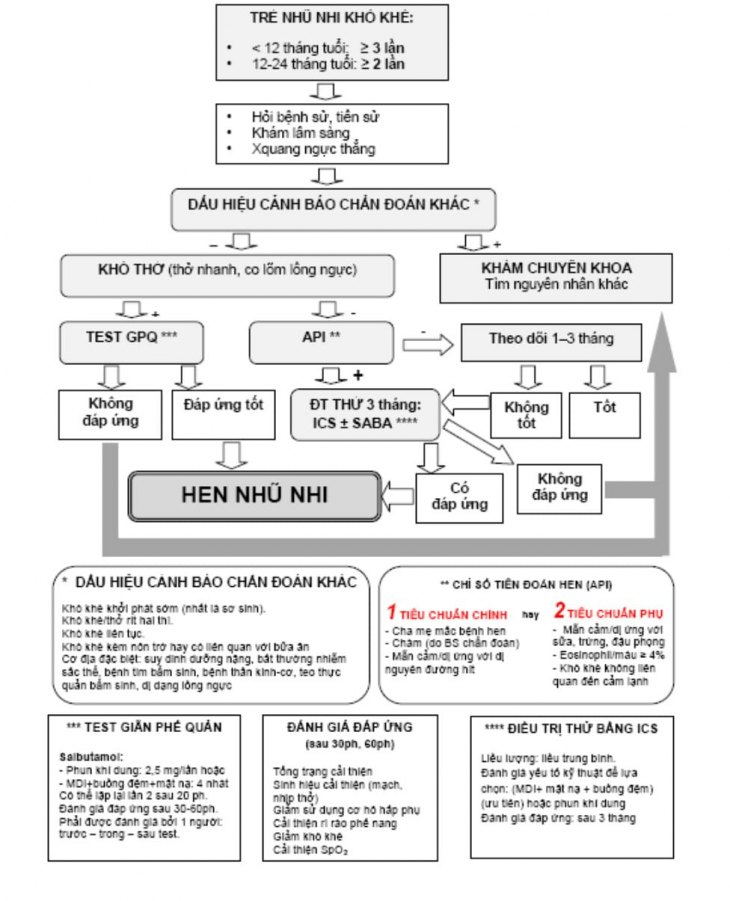 TRẺ NHŨ NHI KHÒ KHÈ:
• < 12 tháng tuổi: ≥ 3 lần
• 12-24 tháng tuổi: ≥ 2 lần
• Hỏi bệnh sử, tiền sử
• Khám lâm sàng
• Xquang ngực thẳng
DẤU HIỆU CẢNH BÁO CHẨN ĐOÁN KHÁC *
–
+
KHÓ THỞ (thở nhanh, co lõm lồng ngực)
KHÁM CHUYÊN KHOA
Tìm nguyên nhân khác
+
-
TEST GPQ ***
API **
-
Theo dõi 1–3 tháng
+
Không
đáp ứng
Đáp ứng tốt
ĐT THỬ 3 tháng:
ICS ± SABA ****
Không
tốt
Tốt
HEN NHŨ NHI
Có
đáp ứng
Không
đáp ứng
* DẤU HIỆU CẢNH BÁO CHẨN ĐOÁN KHÁC
Khò khè khởi phát sớm (nhất là sơ sinh).
Khò khè/thở rít hai thì.
Khò khè liên tục.
Khò khè kèm nôn trớ hay có liên quan với bữa ăn
Cơ địa đặc biệt: suy dinh dưỡng nặng, bất thường nhiễm
sắc thể, bệnh tim bẩm sinh, bệnh thần kinh-cơ, teo thực
quản bẩm sinh, dị dạng lồng ngực
** CHỈ SỐ TIÊN ĐOÁN HEN (API)
1 TIÊU CHUẨN CHÍNH hay 2 TIÊU CHUẨN PHỤ
- Cha mẹ mắc bệnh hen
- Chàm (do BS chẩn đoán)
- Mẫn cảm/dị ứng với dị
nguyên đường hít
- Mẫn cảm/dị ứng với
sữa, trứng, đậu phọng
- Eosinophil/máu ≥ 4%
- Khò khè không liên
quan đến cảm lạnh
*** TEST GIÃN PHẾ QUẢN
Salbutamol:
- Phun khí dung: 2,5 mg/lần hoặc
- MDI+buồng đệm+mặt nạ: 4 nhát
Có thể lặp lại lần 2 sau 20 ph.
Đánh giá đáp ứng sau 30-60ph.
Phải được đánh giá bởi 1 người:
trước – trong – sau test.
ĐÁNH GIÁ ĐÁP ỨNG
(sau 30ph, 60ph)
Tổng trạng cải thiện
Sinh hiệu cải thiện (mạch,
nhịp thở)
Giảm sử dụng cơ hô hấp phụ
Cải thiện rì rào phế nang
Giảm khò khè
Cải thiện SpO₂
**** ĐIỀU TRỊ THỬ BẰNG ICS
Liều lượng: liều trung bình.
Đánh giá yếu tố kỹ thuật để lựa
chọn: (MDI+ mặt nạ + buồng đệm)
(ưu tiên) hoặc phun khí dung
Đánh giá đáp ứng: sau 3 tháng